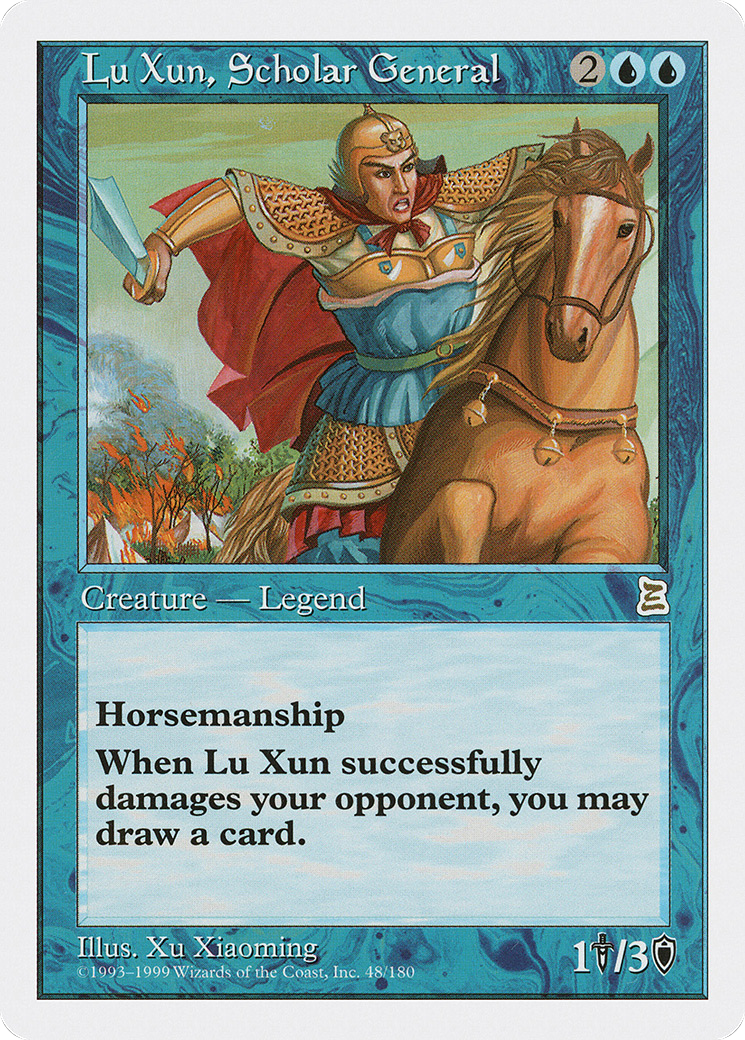 Lu Xun, Scholar General 2
Creature — Legend
Horsemanship
When Lu Xun successfully
damages your opponent, you may
draw a card.
Illus. Xu Xiaoming
©1993–1999 Wizards of the Coast, Inc. 48/180
1/3